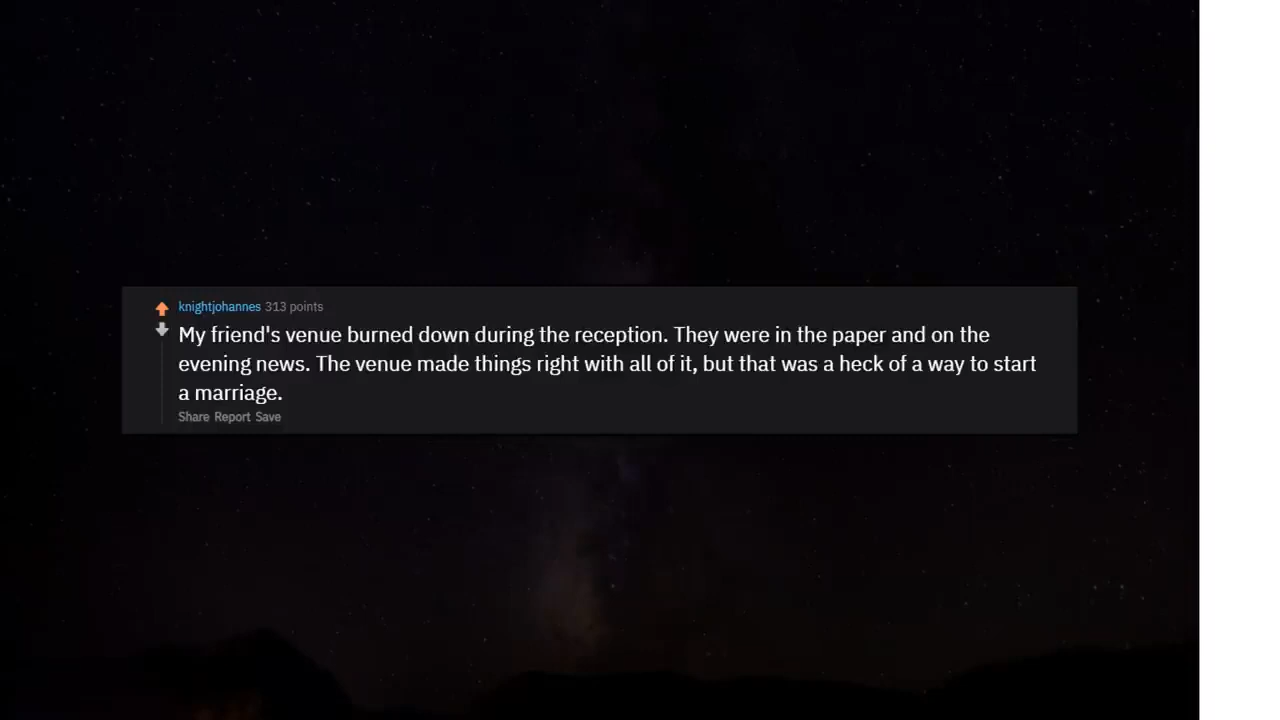 knightjohannes 313 points
My friend's venue burned down during the reception. They were in the paper and on the
evening news. The venue made things right with all of it, but that was a heck of a way to start
a marriage.
Share Report Save